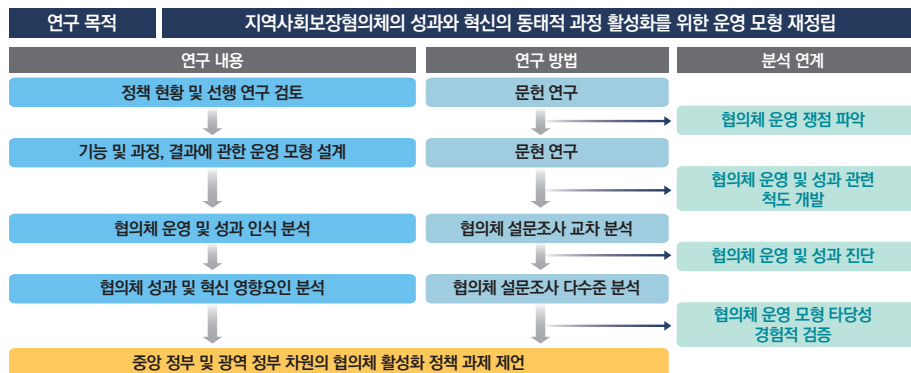 연구 목적
지역사회보장협의체의 성과와 혁신의 동태적 과정 활성화를 위한 운영 모형 재정립
연구 내용
연구 방법
분석 연계
정책 현황 및 선행 연구 검토
문헌 연구
협의체 운영 쟁점 파악
기능 및 과정, 결과에 관한 운영 모형 설계
문헌 연구
협의체 운영 및 성과 관련
척도 개발
협의체 운영 및 성과 인식 분석
협의체 설문조사 교차 분석
협의체 운영 및 성과 진단
협의체 성과 및 혁신 영향요인 분석
협의체 설문조사 다수준 분석
협의체 운영 모형 타당성
경험적 검증
중앙 정부 및 광역 정부 차원의 협의체 활성화 정책 과제 제언